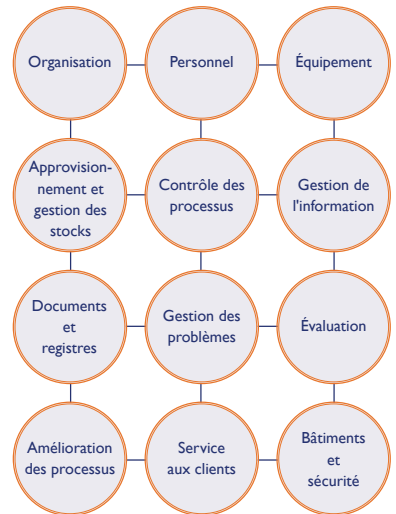 Organisation
Personnel
Équipement
Approvision-
nement et
gestion des
stocks
Contrôle des
processus
Gestion de
l'information
Documents
et
registres
Gestion des
problèmes
Évaluation
Amélioration
des processus
Service
aux clients
Bâtiments
et
sécurité